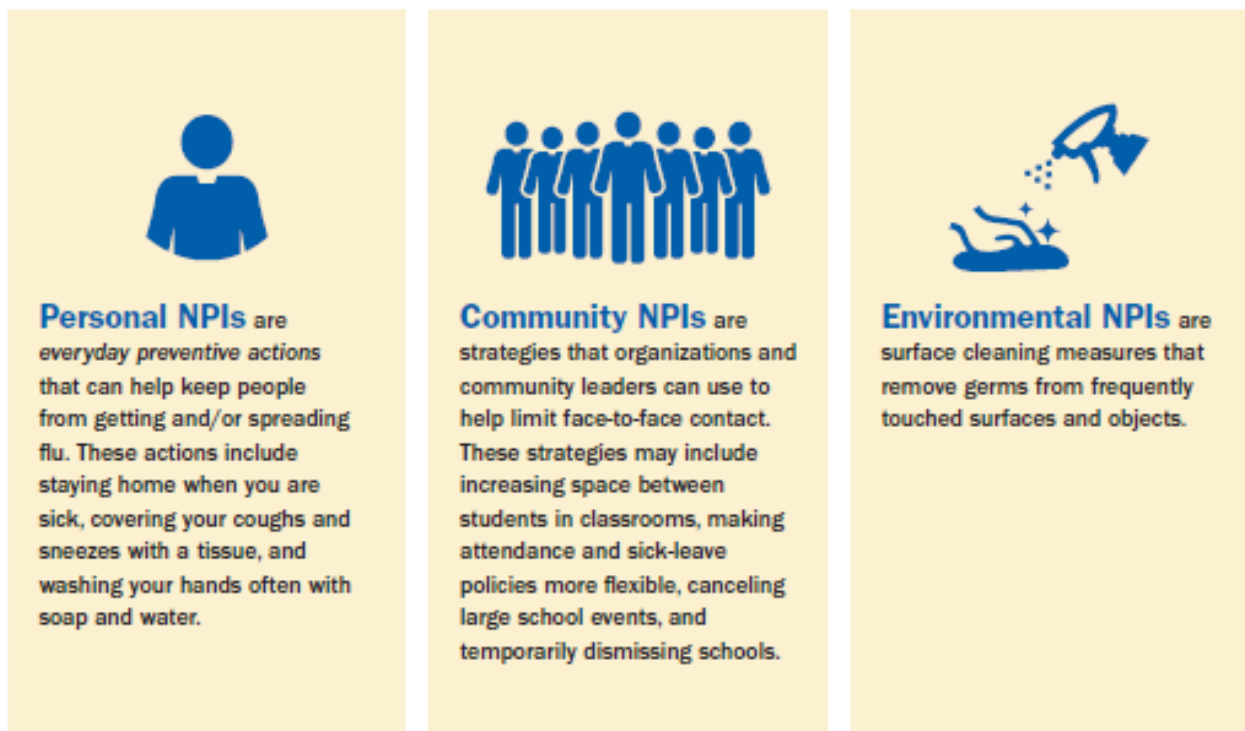 Personal NPIs are
everyday preventive actions
that can help keep people
from getting and/or spreading
flu. These actions include
staying home when you are
sick, covering your coughs and
sneezes with a tissue, and
washing your hands often with
soap and water.
Community NPIs are
strategies that organizations and
community leaders can use to
help limit face-to-face contact.
These strategies may include
increasing space between
students in classrooms, making
attendance and sick-leave
policies more flexible, canceling
large school events, and
temporarily dismissing schools.
Environmental NPIs are
surface cleaning measures that
remove germs from frequently
touched surfaces and objects.